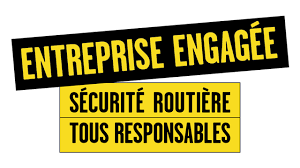 ENTREPRISE ENGAGÉE
SÉCURITÉ ROUTIÈRE
TOUS RESPONSABLES